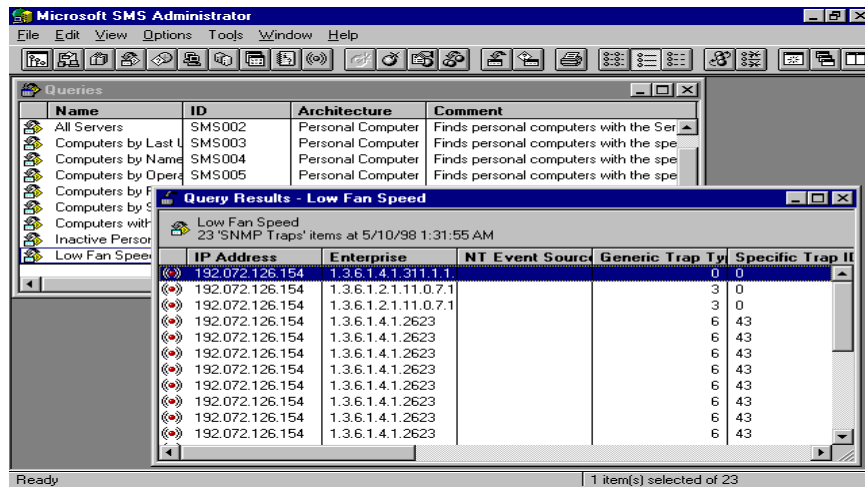 Microsoft SMS Administrator
File Edit View Options Tools Window Help
Queries
Name ID Architecture Comment
All Servers SMS002 Personal Computer Finds personal computers with the Ser
Computers by Last U SMS003 Personal Computer Finds personal computers with the spe
Computers by Name SMS004 Personal Computer Finds personal computers with the spe
Computers by Opera SMS005 Personal Computer Finds personal computers with the spe
Computers by
Computers by S
Computers with
Inactive Person
Low Fan Speed
Query Results - Low Fan Speed
Low Fan Speed
23 'SNMP Traps' items at 5/10/98 1:31:55 AM
IP Address Enterprise NT Event Source Generic Trap Ty Specific Trap ID
192.072.126.154 1.3.6.1.4.1.311.1.1. 0 0
192.072.126.154 1.3.6.1.2.1.11.0.7.1 3 0
192.072.126.154 1.3.6.1.2.1.11.0.7.1 3 0
192.072.126.154 1.3.6.1.4.1.2623 6 43
192.072.126.154 1.3.6.1.4.1.2623 6 43
192.072.126.154 1.3.6.1.4.1.2623 6 43
192.072.126.154 1.3.6.1.4.1.2623 6 43
192.072.126.154 1.3.6.1.4.1.2623 6 43
192.072.126.154 1.3.6.1.4.1.2623 6 43
192.072.126.154 1.3.6.1.4.1.2623 6 43
192.072.126.154 1.3.6.1.4.1.2623 6 43
Ready 1 item(s) selected of 23